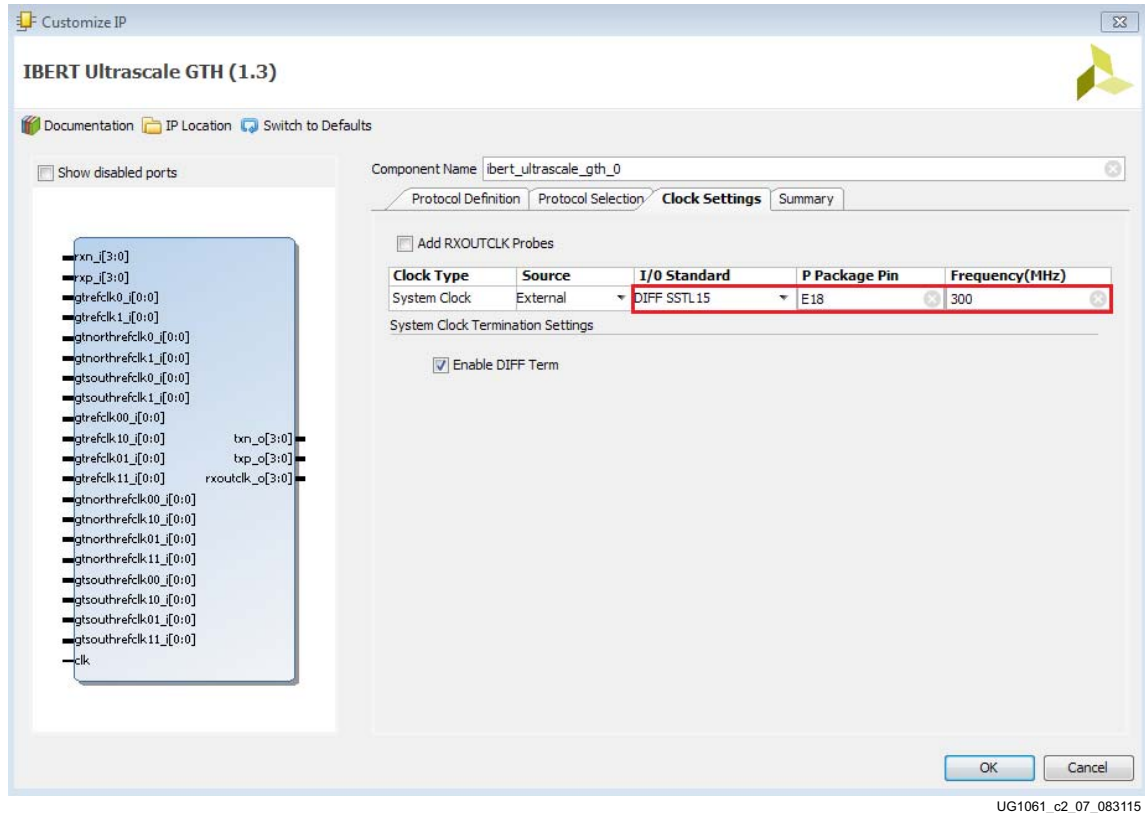 Customize IP
IBERT Ultrascale GTH (1.3)
Documentation IP Location Switch to Defaults
Show disabled ports
rxn_i[3:0]
rxp_i[3:0]
gtrefclk0_i[0:0]
gtrefclk1_i[0:0]
gtnorthrefclk0_i[0:0]
gtnorthrefclk1_i[0:0]
gtsouthrefclk0_i[0:0]
gtsouthrefclk1_i[0:0]
gtrefclk00_i[0:0]
gtrefclk10_i[0:0] txn_o[3:0]
gtrefclk01_i[0:0] txp_o[3:0]
gtrefclk11_i[0:0] rxoutclk_o[3:0]
gtnorthrefclk00_i[0:0]
gtnorthrefclk10_i[0:0]
gtnorthrefclk01_i[0:0]
gtnorthrefclk11_i[0:0]
gtsouthrefclk00_i[0:0]
gtsouthrefclk10_i[0:0]
gtsouthrefclk01_i[0:0]
gtsouthrefclk11_i[0:0]
clk
Component Name ibert_ultrascale_gth_0
Protocol Definition Protocol Selection Clock Settings Summary
Add RXOUTCLK Probes
Clock Type Source I/O Standard P Package Pin Frequency(MHz)
System Clock External DIFF SSTL15 E18 300
System Clock Termination Settings
Enable DIFF Term
OK Cancel
UG1061_c2_07_083115